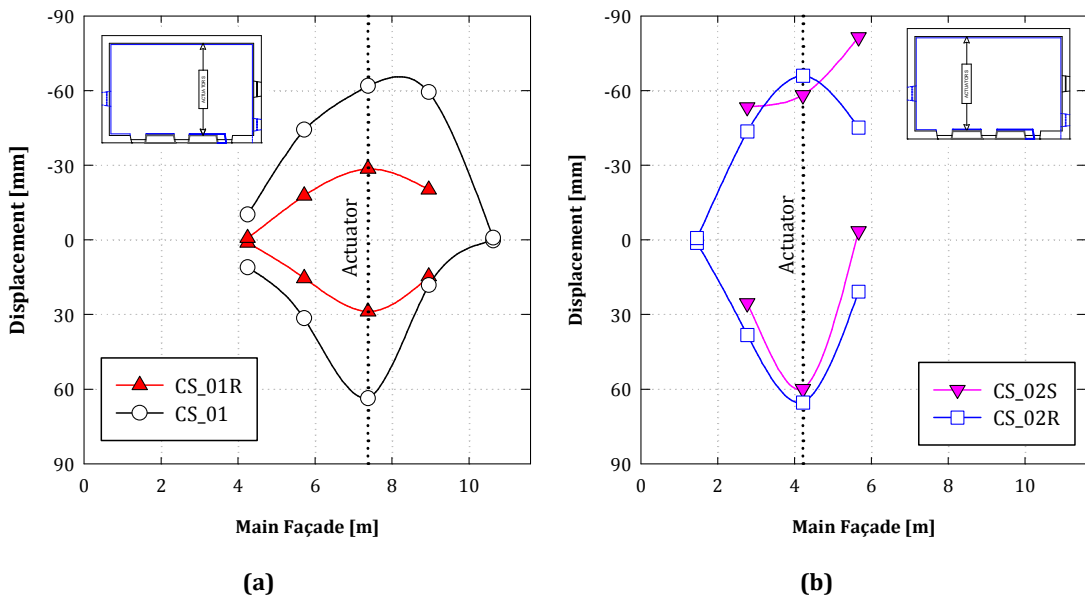 -90
-60
-30
0
30
60
90
0
2
4
6
8
10
Displacement [mm]
Main Façade [m]
Actuator
ACTUATOR S
CS_01R
CS_01
(a)
-90
-60
-30
0
30
60
90
0
2
4
6
8
10
Displacement [mm]
Main Façade [m]
Actuator
ACTUATOR S
CS_02S
CS_02R
(b)